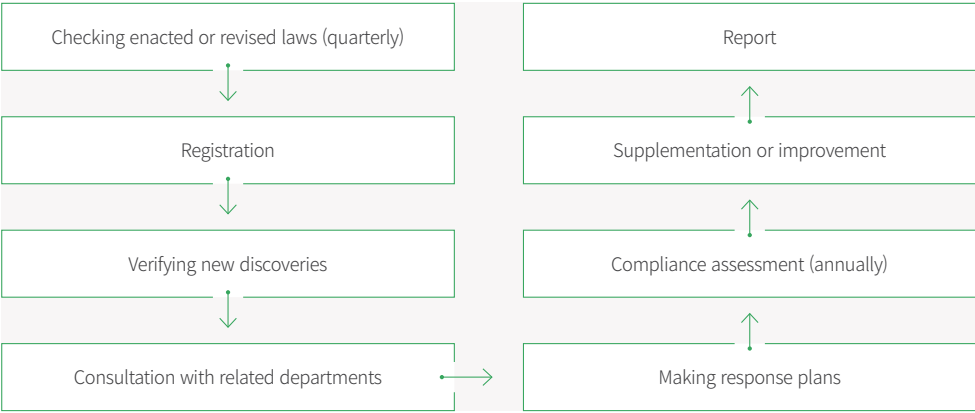 Checking enacted or revised laws (quarterly)
Registration
Verifying new discoveries
Consultation with related departments
Making response plans
Compliance assessment (annually)
Supplementation or improvement
Report